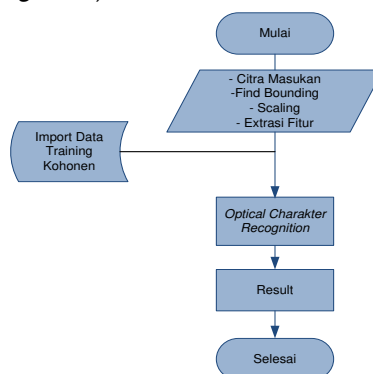 Mulai
- Citra Masukan
-Find Bounding
- Scaling
- Extrasi Fitur
Import Data
Training
Kohonen
Optical Charakter
Recognition
Result
Selesai